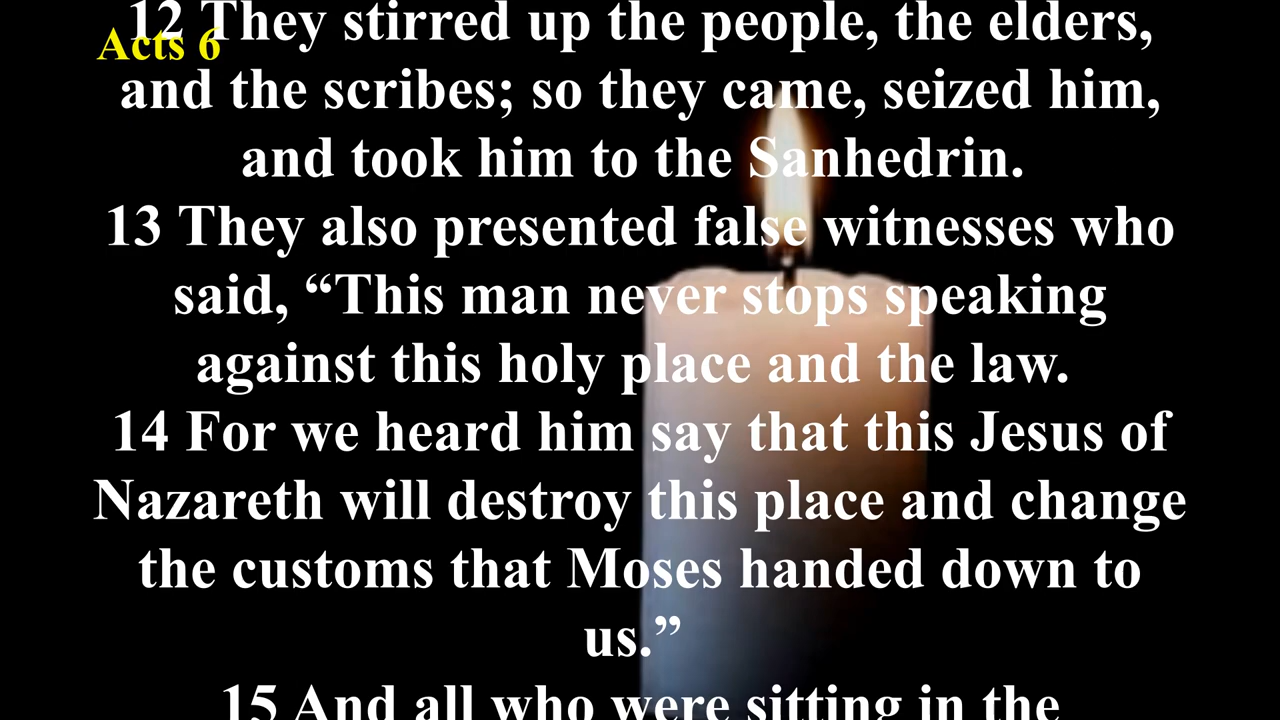 Acts 6
12 They stirred up the people, the elders,
and the scribes; so they came, seized him,
and took him to the Sanhedrin.
13 They also presented false witnesses who
said, “This man never stops speaking
against this holy place and the law.
14 For we heard him say that this Jesus of
Nazareth will destroy this place and change
the customs that Moses handed down to
us.”
15 And all who were sitting in the